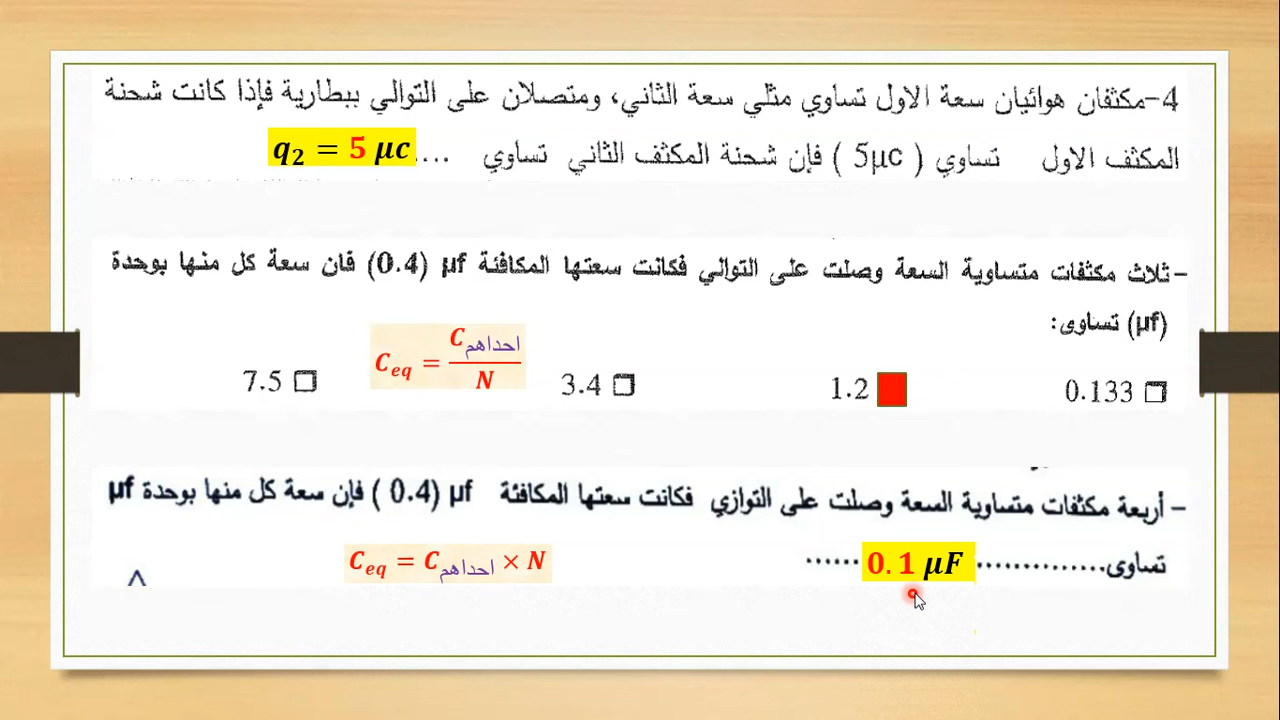 4-مكثفان هوائيان سعة الاول تساوي مثلي سعة الثاني، ومتصلان على التوالي ببطارية فإذا كانت شحنة
المكثف الاول تساوي ( 5μc ) فإن شحنة المكثف الثاني تساوي .... q₂ = 5 μc
- ثلاث مكثفات متساوية السعة وصلت على التوالي فكانت سعتها المكافئة μf (0.4) فان سعة كل منها بوحدة
(μf) تساوى:
C_eq = C_احداهم / N
❒ 0.133 1.2 ❒ 3.4 ❒ 7.5
- أربعة مكثفات متساوية السعة وصلت على التوازي فكانت سعتها المكافئة μf (0.4 ) فإن سعة كل منها بوحدة μf
تساوى............... 0.1 μF ......
C_eq = C_احداهم × N